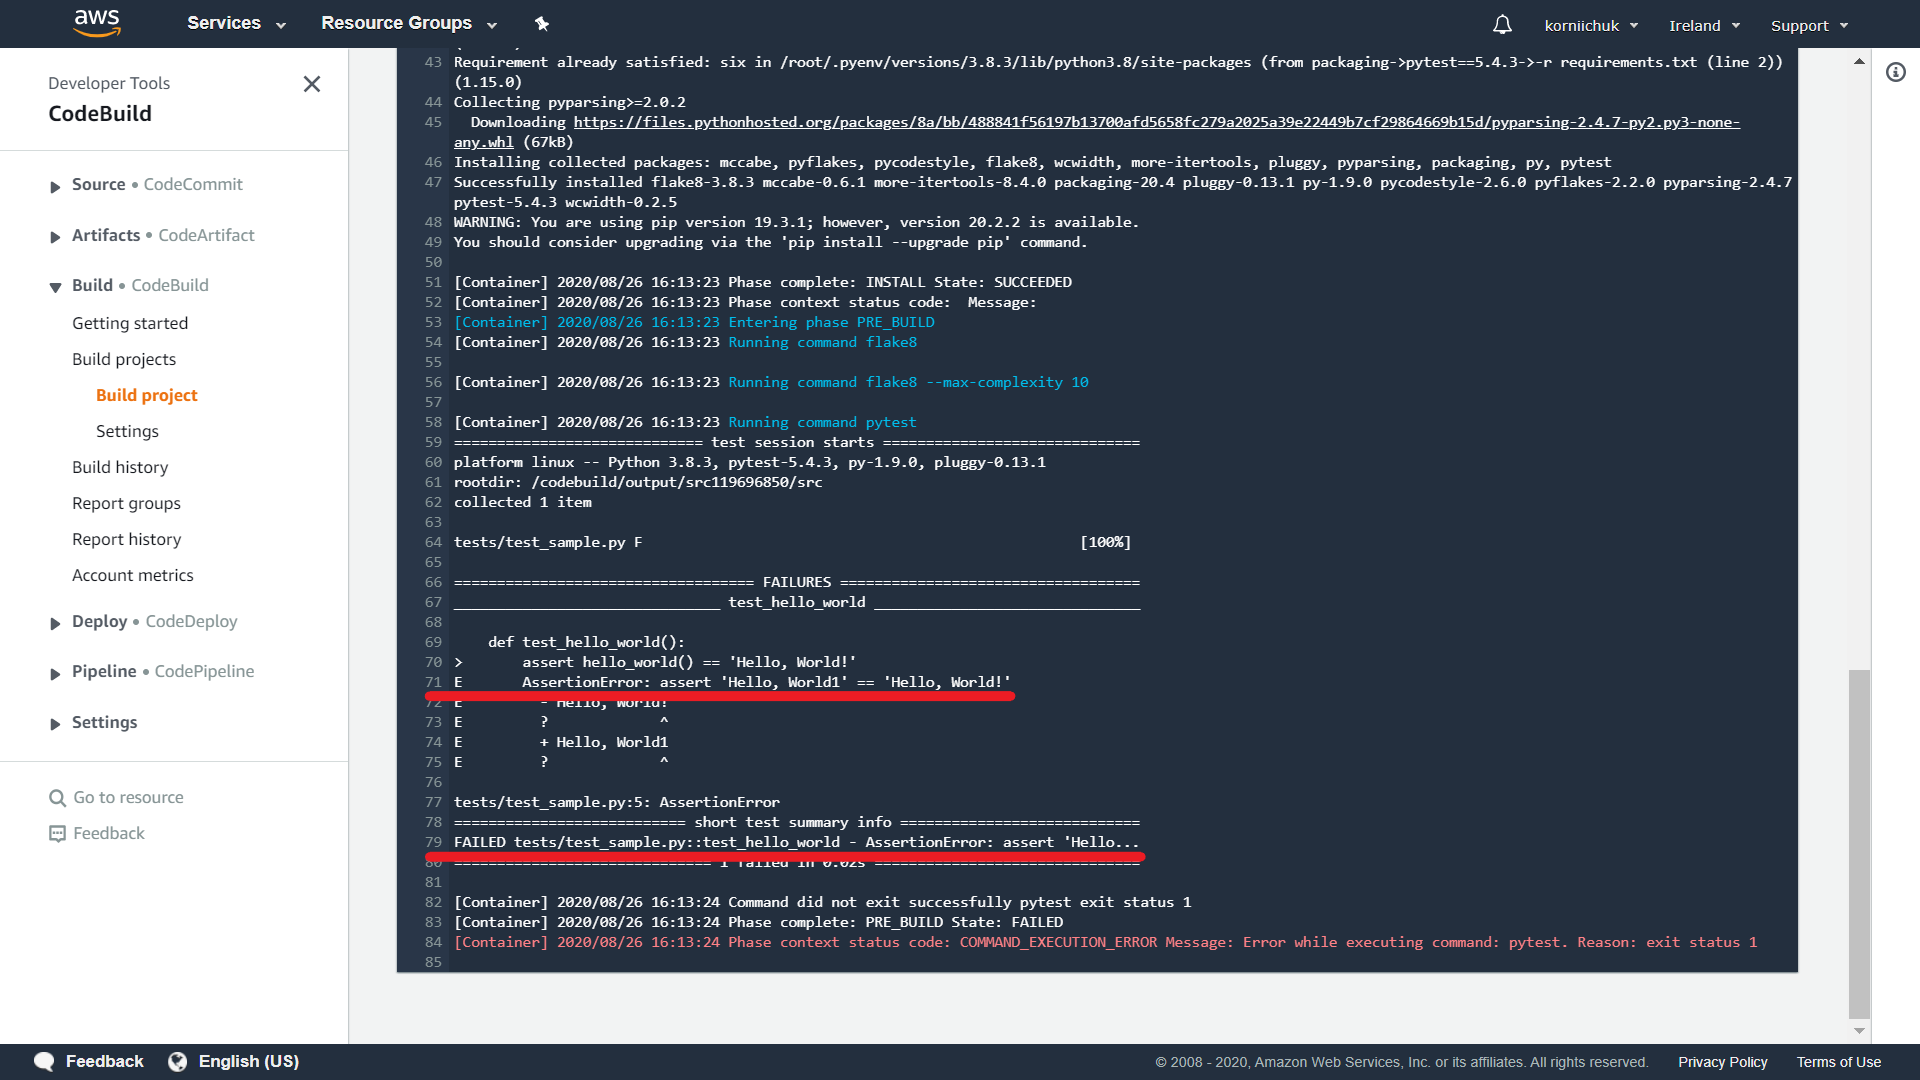 aws Services Resource Groups korniichuk Ireland Support
Developer Tools
CodeBuild
Source • CodeCommit
Artifacts • CodeArtifact
Build • CodeBuild
Getting started
Build projects
Build project
Settings
Build history
Report groups
Report history
Account metrics
Deploy • CodeDeploy
Pipeline • CodePipeline
Settings
Go to resource
Feedback
43 Requirement already satisfied: six in /root/.pyenv/versions/3.8.3/lib/python3.8/site-packages (from packaging->pytest==5.4.3->-r requirements.txt (line 2))
(1.15.0)
44 Collecting pyparsing>=2.0.2
45 Downloading https://files.pythonhosted.org/packages/8a/bb/488841f56197b13700afd5658fc279a2025a39e22449b7cf29864669b15d/pyparsing-2.4.7-py2.py3-none-
any.whl (67kB)
46 Installing collected packages: mccabe, pyflakes, pycodestyle, flake8, wcwidth, more-itertools, pluggy, pyparsing, packaging, py, pytest
47 Successfully installed flake8-3.8.3 mccabe-0.6.1 more-itertools-8.4.0 packaging-20.4 pluggy-0.13.1 py-1.9.0 pycodestyle-2.6.0 pyflakes-2.2.0 pyparsing-2.4.7
pytest-5.4.3 wcwidth-0.2.5
48 WARNING: You are using pip version 19.3.1; however, version 20.2.2 is available.
49 You should consider upgrading via the 'pip install --upgrade pip' command.
50
51 [Container] 2020/08/26 16:13:23 Phase complete: INSTALL State: SUCCEEDED
52 [Container] 2020/08/26 16:13:23 Phase context status code:  Message:
53 [Container] 2020/08/26 16:13:23 Entering phase PRE_BUILD
54 [Container] 2020/08/26 16:13:23 Running command flake8
55
56 [Container] 2020/08/26 16:13:23 Running command flake8 --max-complexity 10
57
58 [Container] 2020/08/26 16:13:23 Running command pytest
59 ============================= test session starts ==============================
60 platform linux -- Python 3.8.3, pytest-5.4.3, py-1.9.0, pluggy-0.13.1
61 rootdir: /codebuild/output/src119696850/src
62 collected 1 item
63
64 tests/test_sample.py F [100%]
65
66 =================================== FAILURES ===================================
67 _______________________________ test_hello_world _______________________________
68
69 def test_hello_world():
70 > assert hello_world() == 'Hello, World!'
71 E AssertionError: assert 'Hello, World1' == 'Hello, World!'
72 E - Hello, World!
73 E ? ^
74 E + Hello, World1
75 E ? ^
76
77 tests/test_sample.py:5: AssertionError
78 =========================== short test summary info ============================
79 FAILED tests/test_sample.py::test_hello_world - AssertionError: assert 'Hello...
80 ============================== 1 failed in 0.02s ===============================
81
82 [Container] 2020/08/26 16:13:24 Command did not exit successfully pytest exit status 1
83 [Container] 2020/08/26 16:13:24 Phase complete: PRE_BUILD State: FAILED
84 [Container] 2020/08/26 16:13:24 Phase context status code: COMMAND_EXECUTION_ERROR Message: Error while executing command: pytest. Reason: exit status 1
85
Feedback English (US) © 2008 - 2020, Amazon Web Services, Inc. or its affiliates. All rights reserved. Privacy Policy Terms of Use